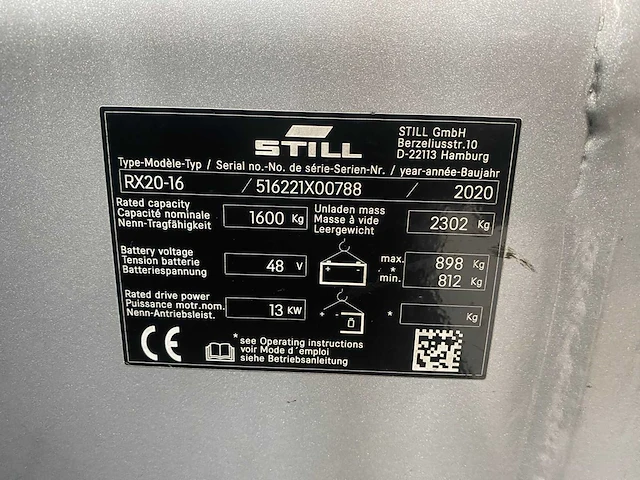 STILL
STILL GmbH
Berzeliusstr.10
D-22113 Hamburg
Type-Modèle-Typ / Serial no.-No. de série-Serien-Nr. / year-année-Baujahr
RX20-16 / 516221X00788 / 2020
Rated capacity
Capacité nominale
Nenn-Tragfähigkeit
1600 Kg
Unladen mass
Masse à vide
Leergewicht
2302 Kg
Battery voltage
Tension batterie
Batteriespannung
48 V
max. 898 Kg
*
min. 812 Kg
Rated drive power
Puissance motr.nom.
Nenn-Antriebsleist.
13 KW
* Kg
CE
* see Operating instructions
voir Mode d´emploi
siehe Betriebsanleitung